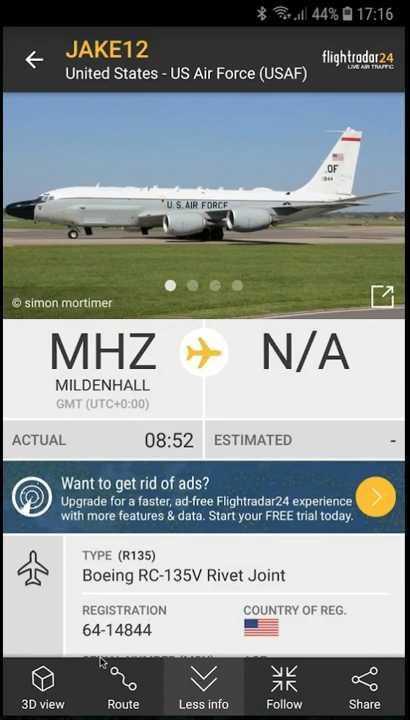 44% 17:16
JAKE12
United States - US Air Force (USAF)
flightradar24
LIVE AIR TRAFFIC
OF
U.S. AIR FORCE
© simon mortimer
MHZ
N/A
MILDENHALL
GMT (UTC+0:00)
ACTUAL 08:52
ESTIMATED -
Want to get rid of ads?
Upgrade for a faster, ad-free Flightradar24 experience
with more features & data. Start your FREE trial today.
TYPE (R135)
Boeing RC-135V Rivet Joint
REGISTRATION
COUNTRY OF REG.
64-14844
3D view
Route
Less info
Follow
Share